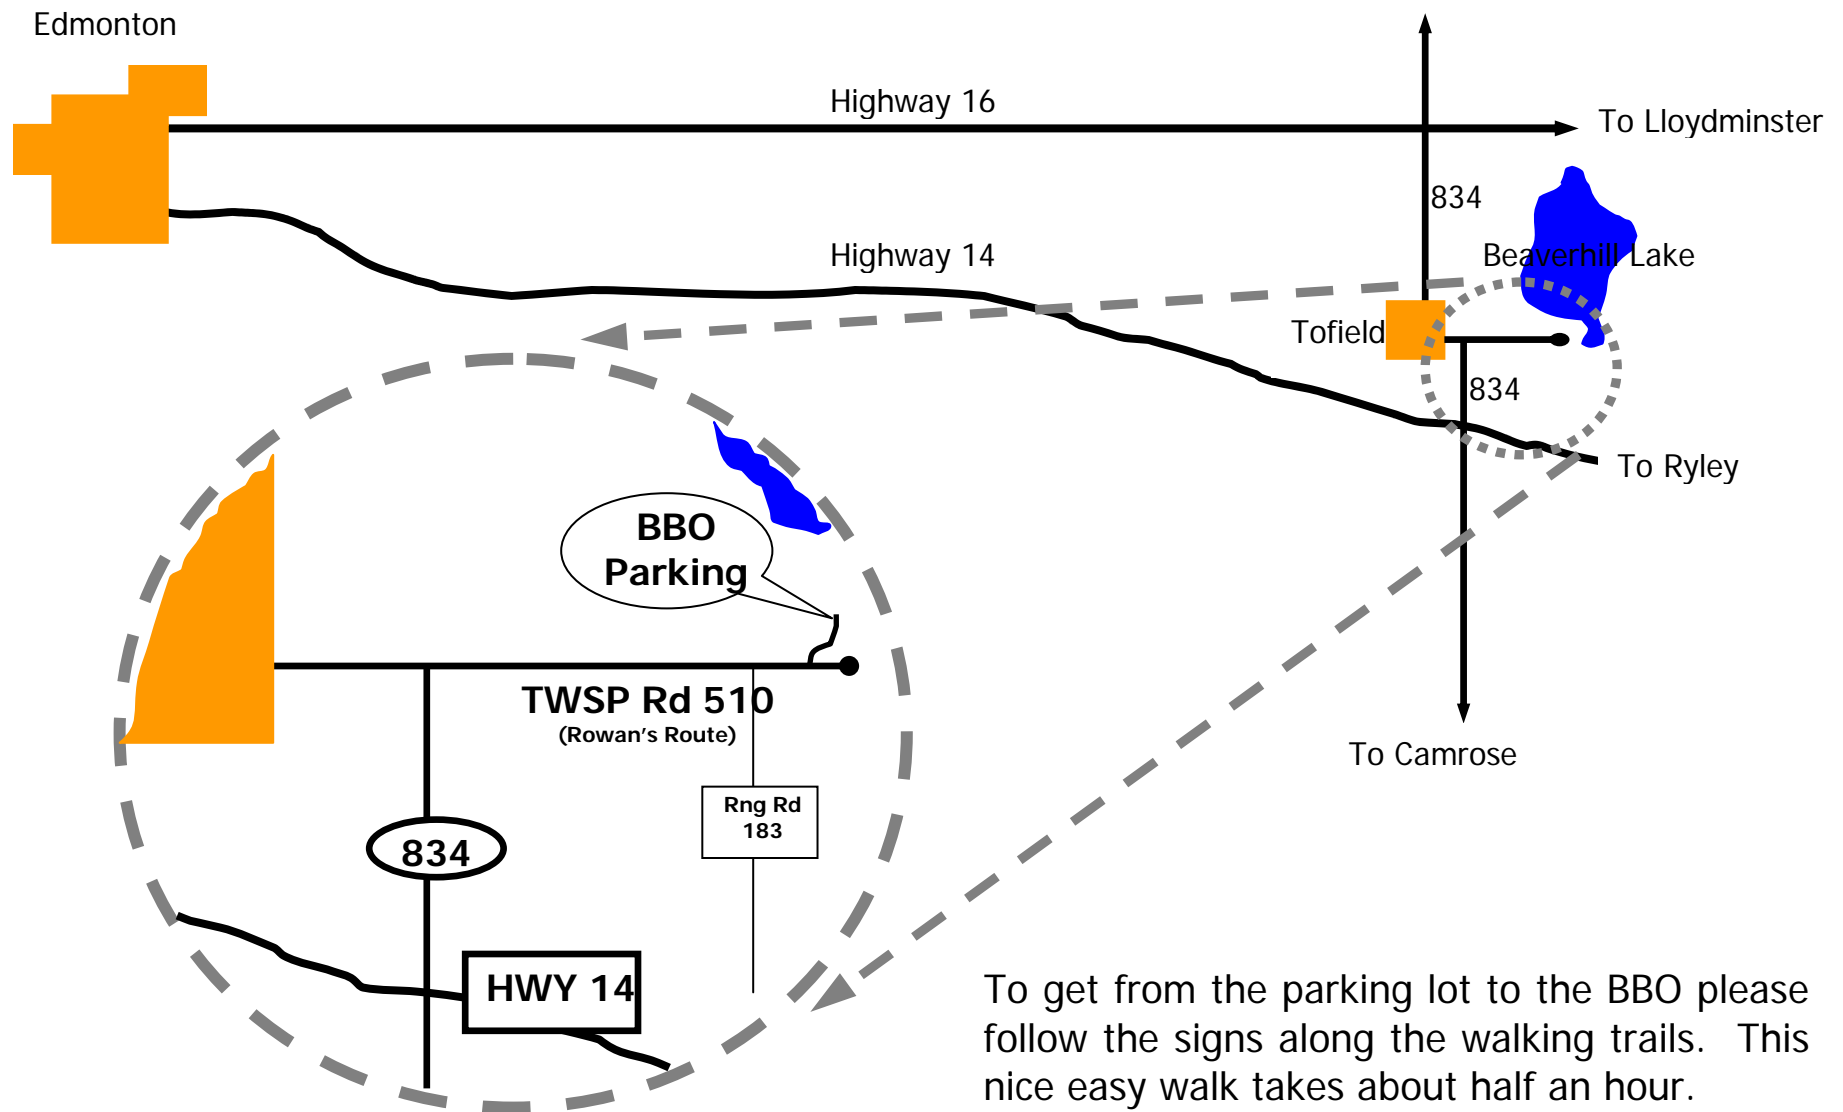 Edmonton
Highway 16
To Lloydminster
834
Highway 14
Beaverhill Lake
Tofield
834
To Ryley
BBO
Parking
TWSP Rd 510
(Rowan's Route)
To Camrose
Rng Rd
183
834
HWY 14
To get from the parking lot to the BBO please
follow the signs along the walking trails.  This
nice easy walk takes about half an hour.